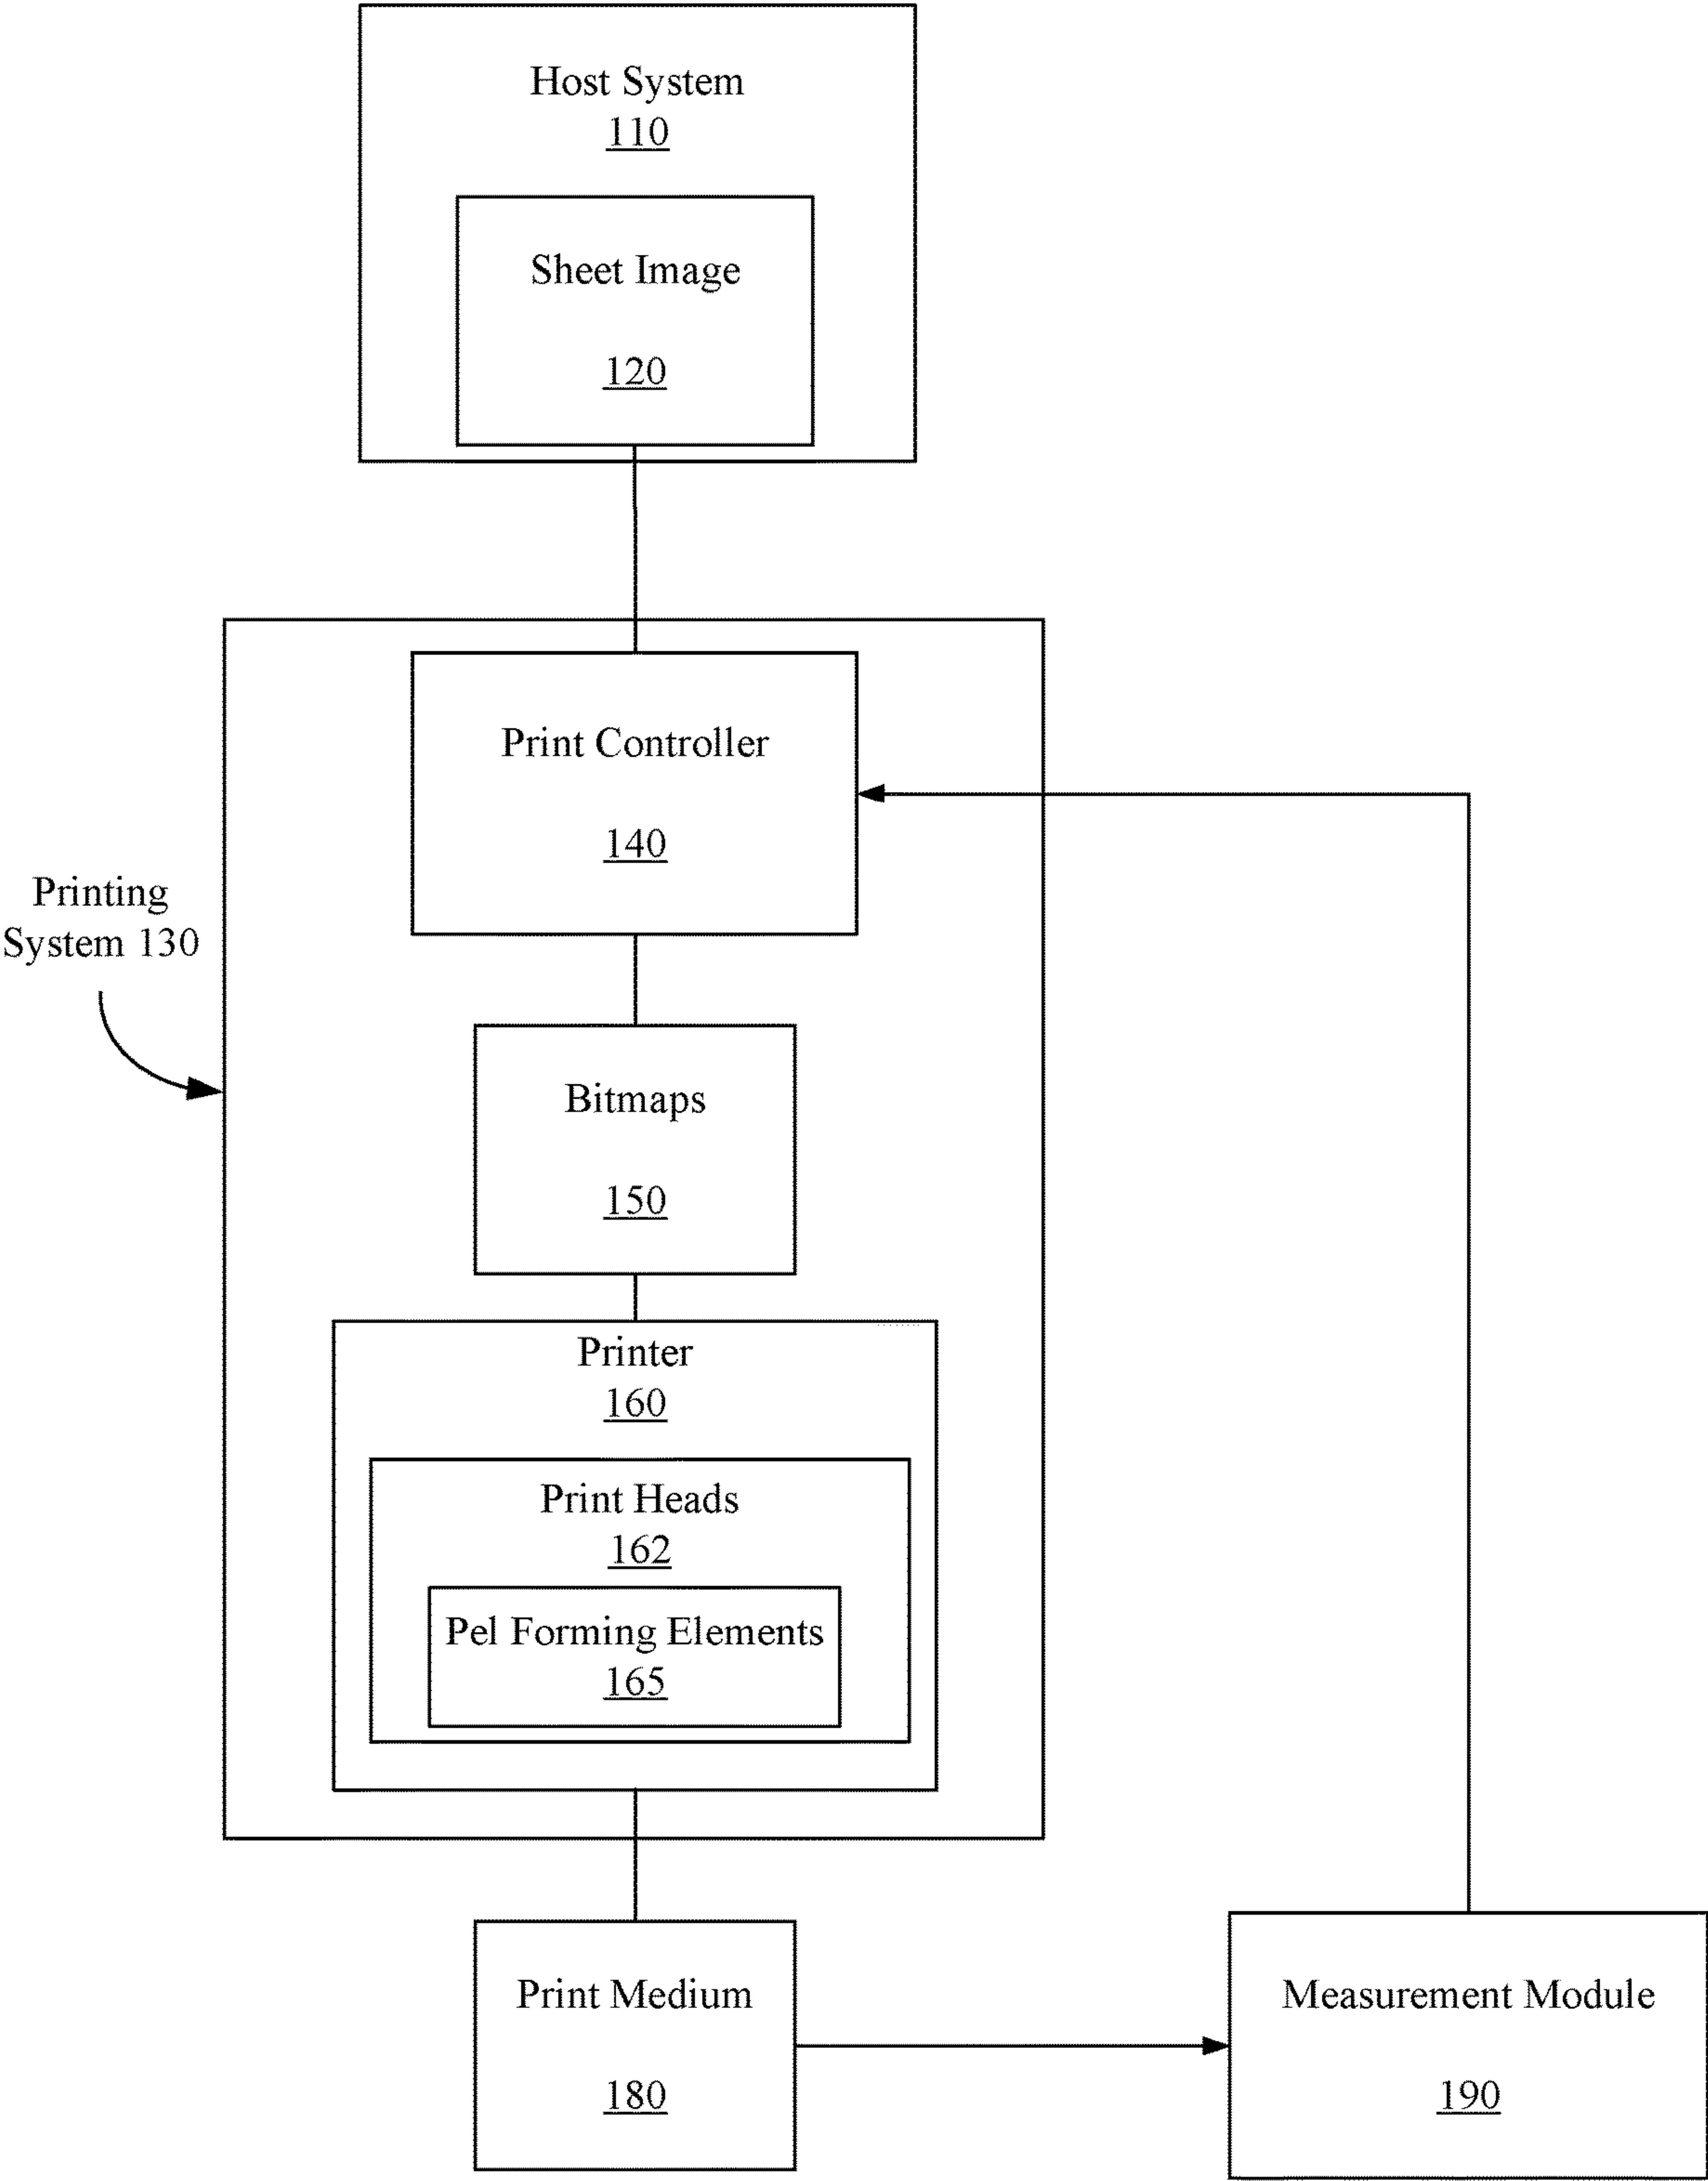 Host System
110
Sheet Image
120
Print Controller
140
Printing
System 130
Bitmaps
150
Printer
160
Print Heads
162
Pel Forming Elements
165
Print Medium
180
Measurement Module
190